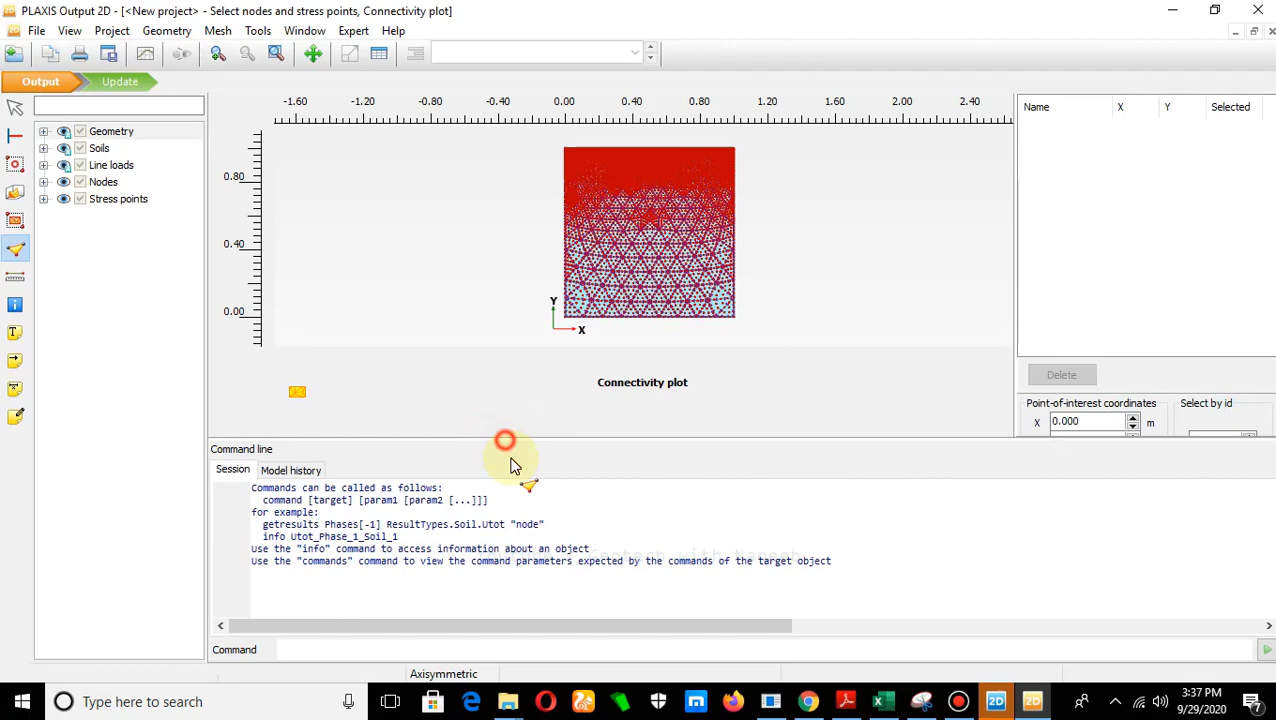 PLAXIS Output 2D - [<New project> - Select nodes and stress points, Connectivity plot]
File View Project Geometry Mesh Tools Window Expert Help
Output Update
-1.60 -1.20 -0.80 -0.40 0.00 0.40 0.80 1.20 1.60 2.00 2.40
Name X Y Selected
Geometry
Soils
Line loads
Nodes
Stress points
0.80
0.40
0.00
Y
X
Connectivity plot
Delete
Point-of-interest coordinates Select by id
X 0.000 m
Command line
Session Model history
Commands can be called as follows:
command [target] [param1 [param2 [...]]]
for example:
getresults Phases[-1] ResultTypes.Soil.Utot "node"
info Utot_Phase_1_Soil_1
Use the "info" command to access information about an object
Use the "commands" command to view the command parameters expected by the commands of the target object
Command
Axisymmetric
Type here to search
3:37 PM
9/29/2020